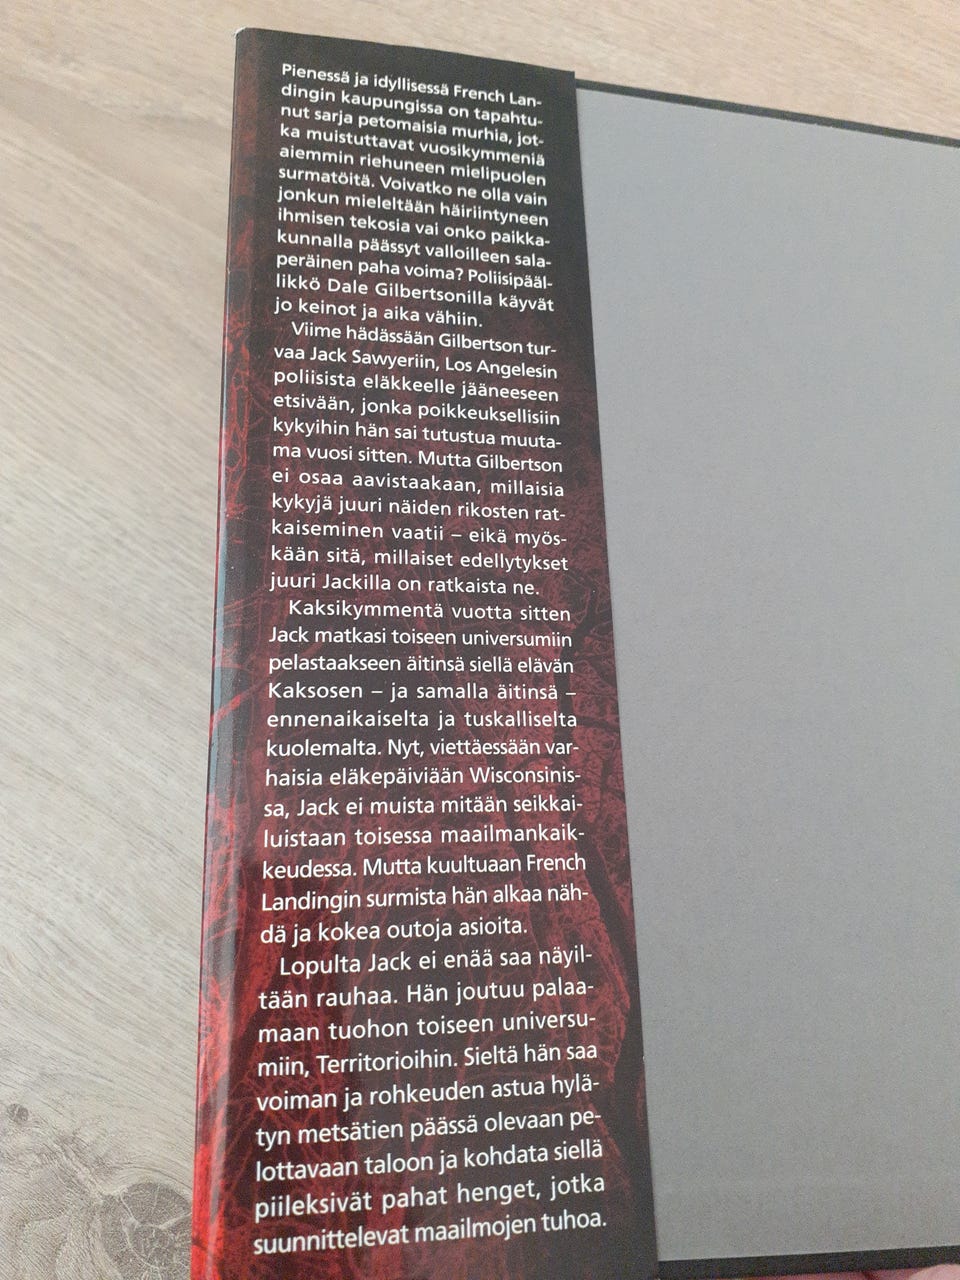 Pienessä ja idyllisessä French Lan-
dingin kaupungissa on tapahtu-
nut sarja petomaisia murhia, jot-
ka muistuttavat vuosikymmeniä
aiemmin riehuneen mielipuolen
surmatöitä. Voivatko ne olla vain
jonkun mieleltään häiriintyneen
ihmisen tekosia vai onko paikka-
kunnalla päässyt valloilleen sala-
peräinen paha voima? Poliisipääl-
likkö Dale Gilbertsonilla käyvät
jo keinot ja aika vähiin.
Viime hädässään Gilbertson tur-
vaa Jack Sawyeriin, Los Angelesin
poliisista eläkkeelle jääneeseen
etsivään, jonka poikkeuksellisiin
kykyihin hän sai tutustua muuta-
ma vuosi sitten. Mutta Gilbertson
ei osaa aavistaakaan, millaisia
kykyjä juuri näiden rikosten rat-
kaiseminen vaatii – eikä myös-
kään sitä, millaiset edellytykset
juuri Jackilla on ratkaista ne.
Kaksikymmentä vuotta sitten
Jack matkasi toiseen universumiin
pelastaakseen äitinsä siellä elävän
Kaksosen – ja samalla äitinsä –
ennenaikaiselta ja tuskalliselta
kuolemalta. Nyt, viettäessään var-
haisia eläkepäiviään Wisconsinis-
sa, Jack ei muista mitään seikkai-
luistaan toisessa maailmankaik-
keudessa. Mutta kuultuaan French
Landingin surmista hän alkaa näh-
dä ja kokea outoja asioita.
Lopulta Jack ei enää saa näyil-
tään rauhaa. Hän joutuu palaa-
maan tuohon toiseen universu-
miin, Territorioihin. Sieltä hän saa
voiman ja rohkeuden astua hylä-
tyn metsätien päässä olevaan pe-
lottavaan taloon ja kohdata siellä
piileksivät pahat henget, jotka
suunnittelevat maailmojen tuhoa.